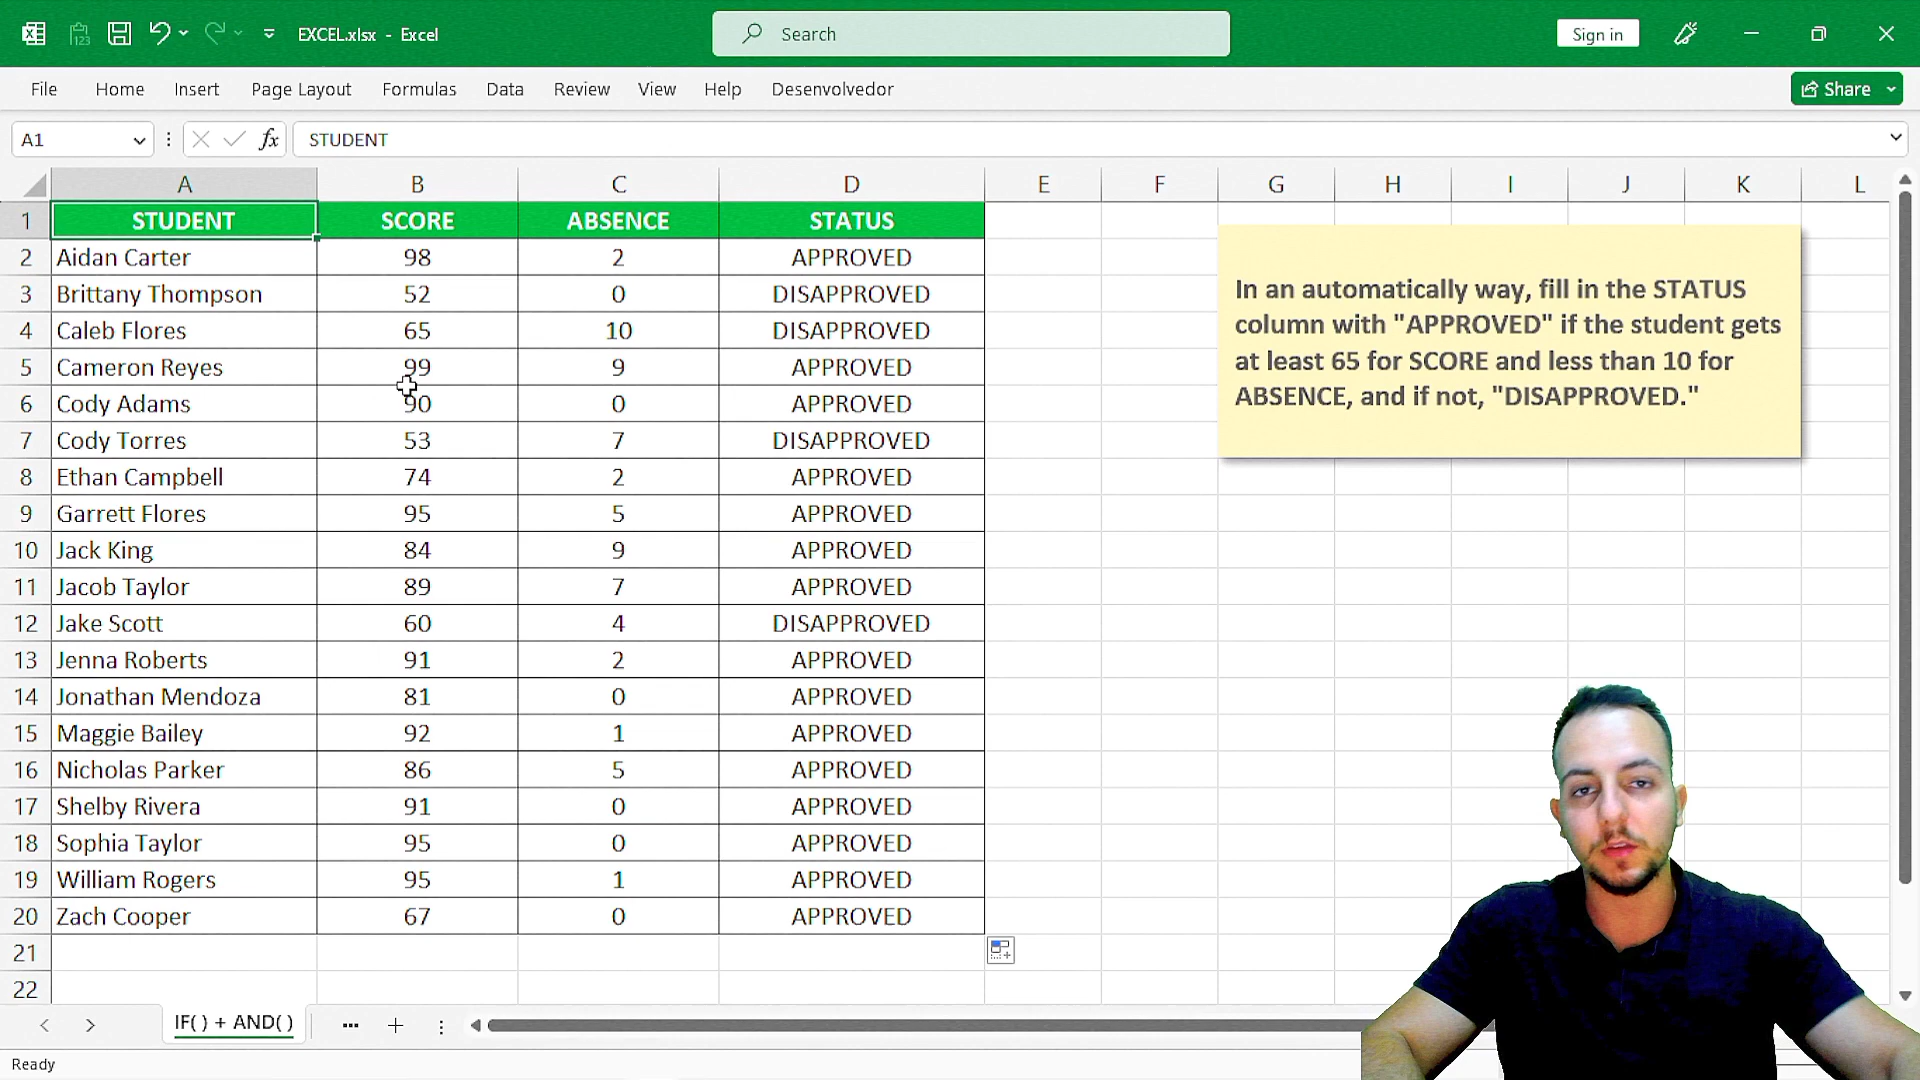 EXCEL.xlsx - Excel
Search
Sign in
File Home Insert Page Layout Formulas Data Review View Help Desenvolvedor
Share
A1
fx
STUDENT
A B C D E F G H I J K L
1 STUDENT SCORE ABSENCE STATUS
2 Aidan Carter 98 2 APPROVED
3 Brittany Thompson 52 0 DISAPPROVED
4 Caleb Flores 65 10 DISAPPROVED
5 Cameron Reyes 99 9 APPROVED
6 Cody Adams 90 0 APPROVED
7 Cody Torres 53 7 DISAPPROVED
8 Ethan Campbell 74 2 APPROVED
9 Garrett Flores 95 5 APPROVED
10 Jack King 84 9 APPROVED
11 Jacob Taylor 89 7 APPROVED
12 Jake Scott 60 4 DISAPPROVED
13 Jenna Roberts 91 2 APPROVED
14 Jonathan Mendoza 81 0 APPROVED
15 Maggie Bailey 92 1 APPROVED
16 Nicholas Parker 86 5 APPROVED
17 Shelby Rivera 91 0 APPROVED
18 Sophia Taylor 95 0 APPROVED
19 William Rogers 95 1 APPROVED
20 Zach Cooper 67 0 APPROVED
21
22
In an automatically way, fill in the STATUS
column with "APPROVED" if the student gets
at least 65 for SCORE and less than 10 for
ABSENCE, and if not, "DISAPPROVED."
IF( ) + AND( )
Ready